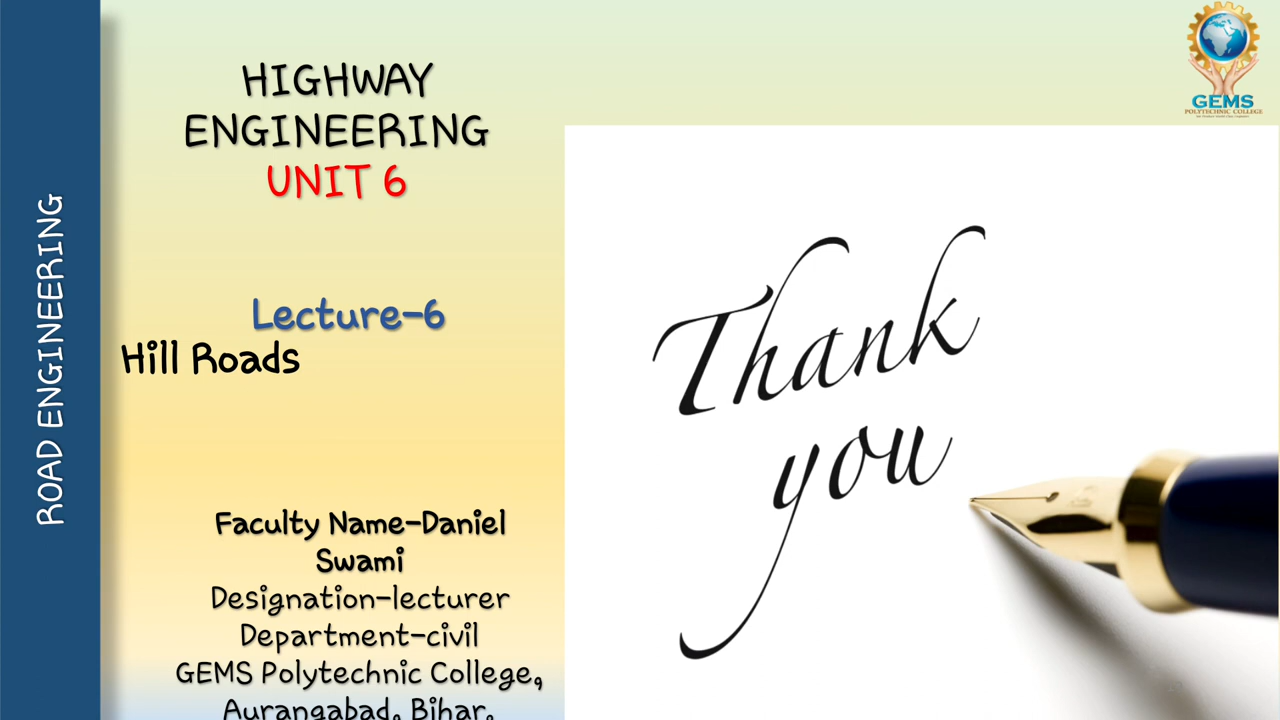 ROAD ENGINEERING
HIGHWAY
ENGINEERING
UNIT 6
Lecture-6
Hill Roads
Faculty Name-Daniel
Swami
Designation-lecturer
Department-civil
GEMS Polytechnic College,
Aurangabad, Bihar,
GEMS
POLYTECHNIC COLLEGE
Thank
you